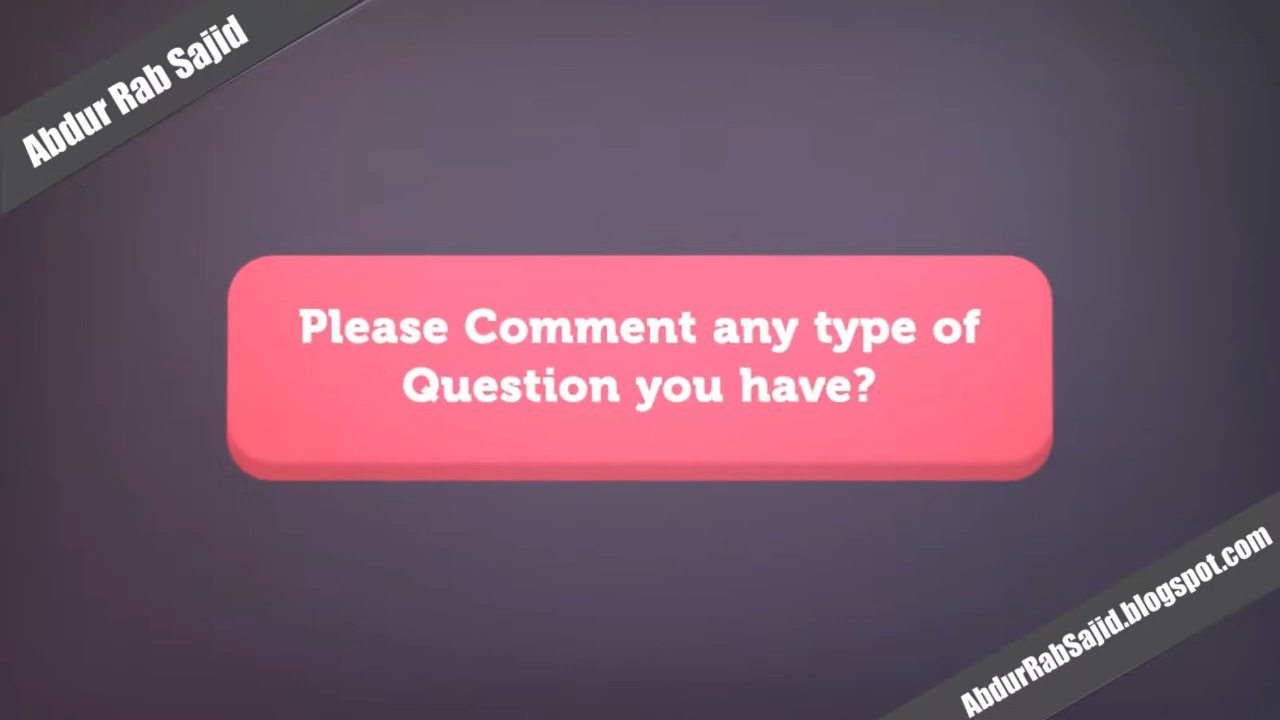 Abdur Rab Sajid
Please Comment any type of
Question you have?
AbdurRabSajid.blogspot.com